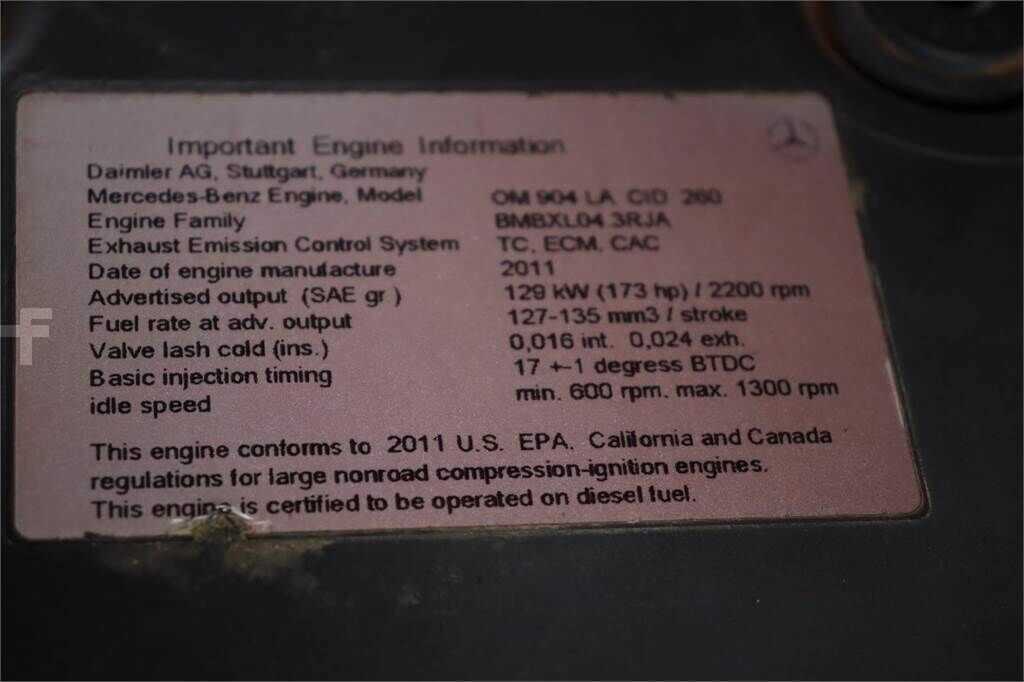 Important Engine Information
Daimler AG, Stuttgart, Germany
Mercedes-Benz Engine, Model OM 904 LA, CID 260
Engine Family BMBXL04.3RJA
Exhaust Emission Control System TC, ECM, CAC
Date of engine manufacture 2011
Advertised output (SAE gr.) 129 kW (173 hp) / 2200 rpm
Fuel rate at adv. output 127-135 mm3 / stroke
Valve lash cold (ins.) 0,016 int. 0,024 exh.
Basic injection timing 17 +-1 degress BTDC
idle speed min. 600 rpm. max. 1300 rpm
This engine conforms to 2011 U.S. EPA. California and Canada
regulations for large nonroad compression-ignition engines.
This engine is certified to be operated on diesel fuel.
F